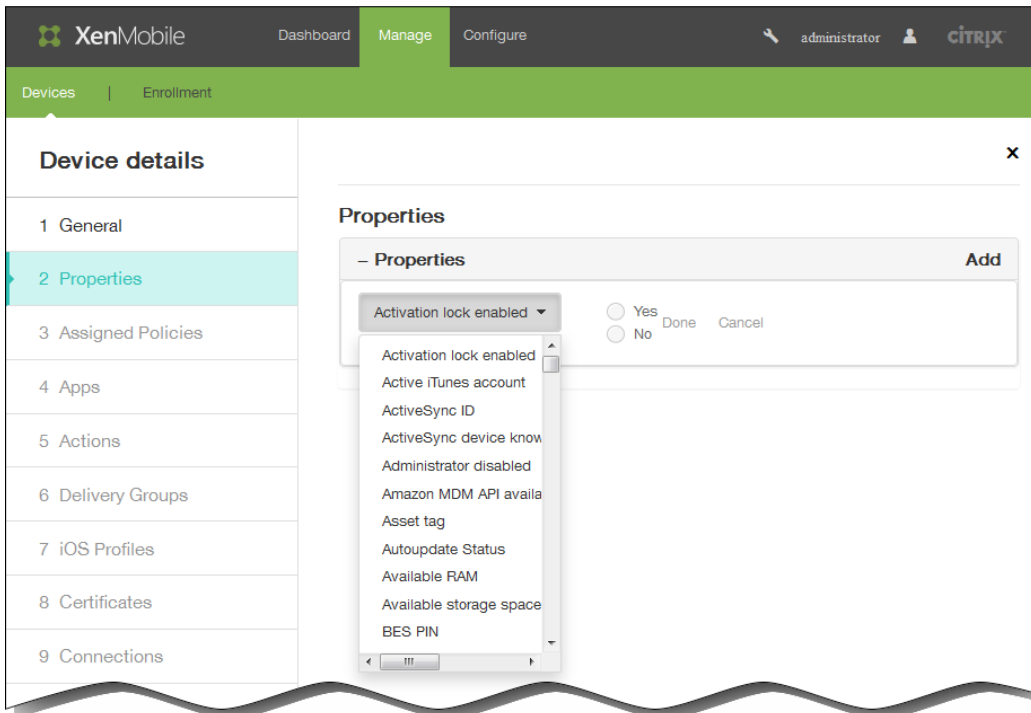 XenMobile Dashboard Manage Configure administrator CİTRIX
Devices | Enrollment
Device details
x
1 General
2 Properties
3 Assigned Policies
4 Apps
5 Actions
6 Delivery Groups
7 iOS Profiles
8 Certificates
9 Connections
Properties
– Properties Add
Activation lock enabled
Yes
No
Done Cancel
Activation lock enabled
Active iTunes account
ActiveSync ID
ActiveSync device know
Administrator disabled
Amazon MDM API availa
Asset tag
Autoupdate Status
Available RAM
Available storage space
BES PIN